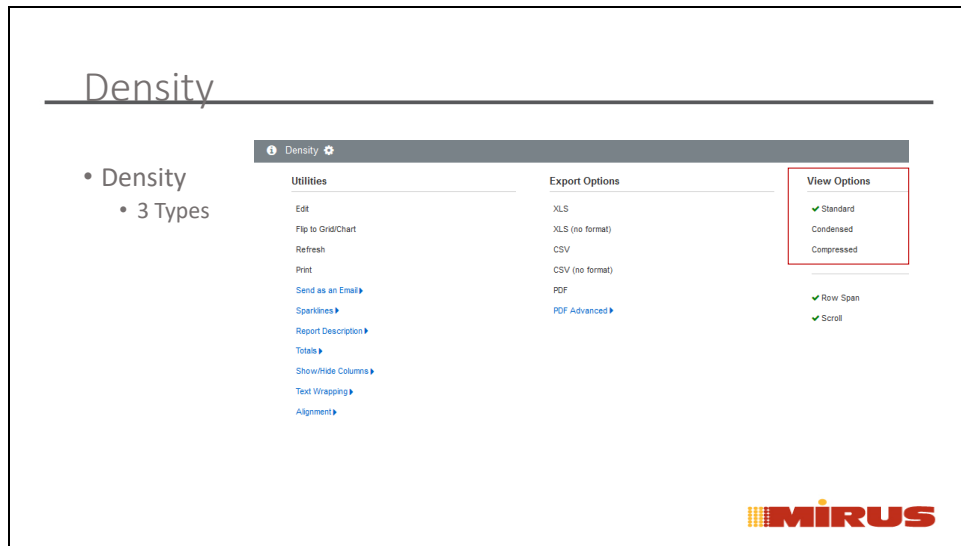 Density
• Density
• 3 Types
Density
Utilities
Edit
Flip to Grid/Chart
Refresh
Print
Send as an Email
Sparklines
Report Description
Totals
Show/Hide Columns
Text Wrapping
Alignment
Export Options
XLS
XLS (no format)
CSV
CSV (no format)
PDF
PDF Advanced
View Options
Standard
Condensed
Compressed
Row Span
Scroll
MIRUS